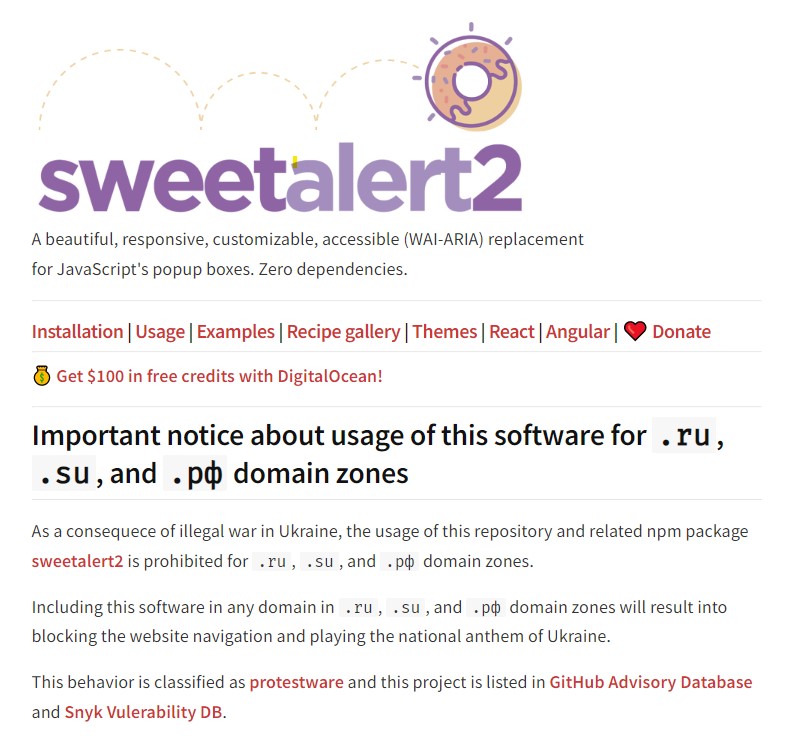 sweetalert2
A beautiful, responsive, customizable, accessible (WAI-ARIA) replacement
for JavaScript's popup boxes. Zero dependencies.
Installation | Usage | Examples | Recipe gallery | Themes | React | Angular | ❤️ Donate
💰 Get $100 in free credits with DigitalOcean!
Important notice about usage of this software for .ru,
.su, and .рф domain zones
As a consequece of illegal war in Ukraine, the usage of this repository and related npm package
sweetalert2 is prohibited for .ru, .su, and .рф domain zones.
Including this software in any domain in .ru, .su, and .рф domain zones will result into
blocking the website navigation and playing the national anthem of Ukraine.
This behavior is classified as protestware and this project is listed in GitHub Advisory Database
and Snyk Vulerability DB.